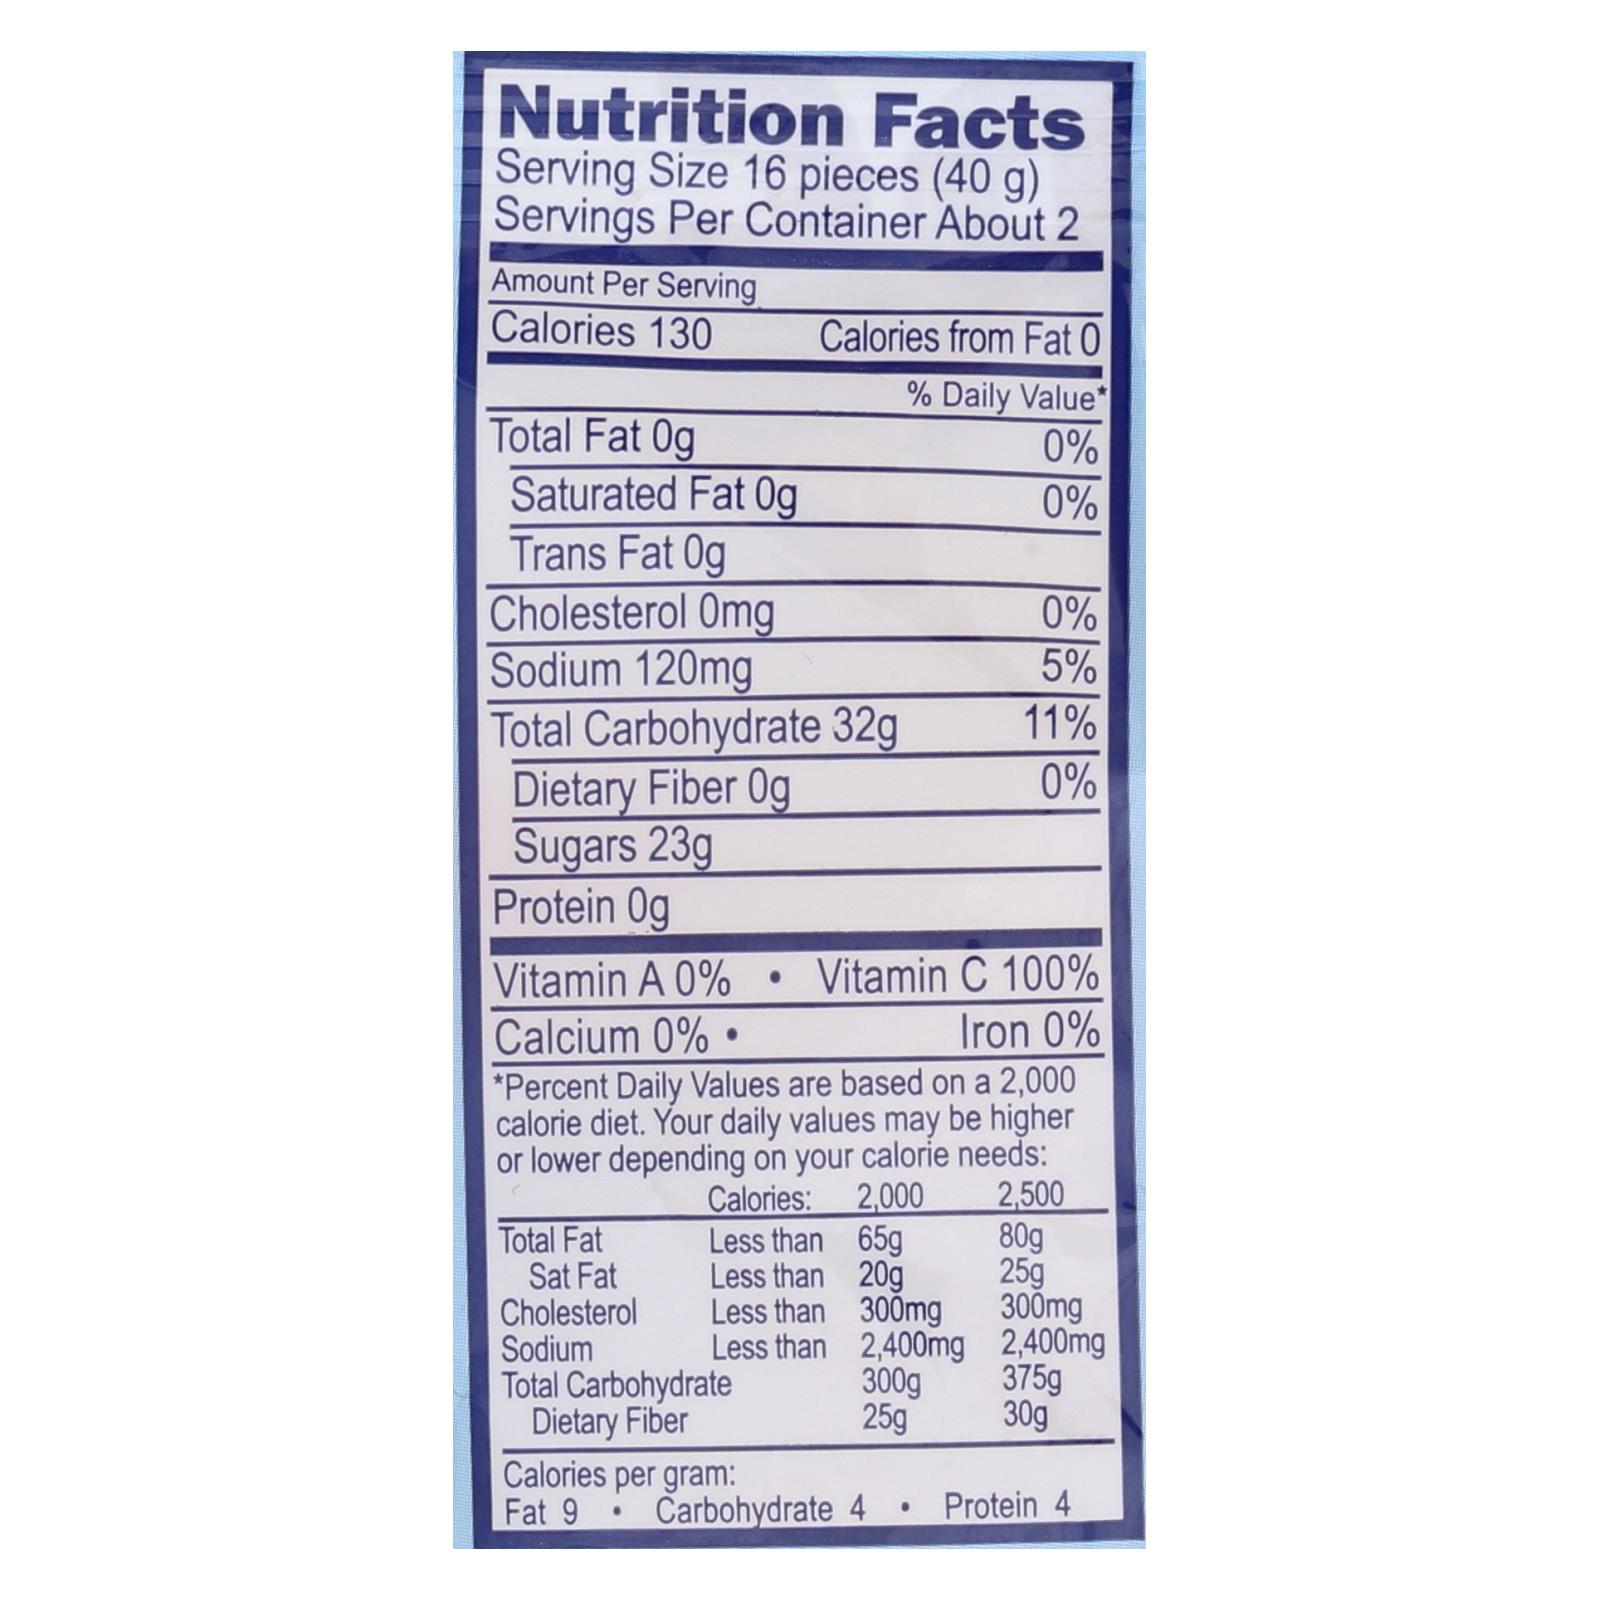 Nutrition Facts
Serving Size 16 pieces (40 g)
Servings Per Container About 2
Amount Per Serving
Calories 130 Calories from Fat 0
% Daily Value*
Total Fat 0g 0%
Saturated Fat 0g 0%
Trans Fat 0g
Cholesterol 0mg 0%
Sodium 120mg 5%
Total Carbohydrate 32g 11%
Dietary Fiber 0g 0%
Sugars 23g
Protein 0g
Vitamin A 0% • Vitamin C 100%
Calcium 0% • Iron 0%
*Percent Daily Values are based on a 2,000
calorie diet. Your daily values may be higher
or lower depending on your calorie needs:
Calories: 2,000 2,500
Total Fat Less than 65g 80g
Sat Fat Less than 20g 25g
Cholesterol Less than 300mg 300mg
Sodium Less than 2,400mg 2,400mg
Total Carbohydrate 300g 375g
Dietary Fiber 25g 30g
Calories per gram:
Fat 9 • Carbohydrate 4 • Protein 4